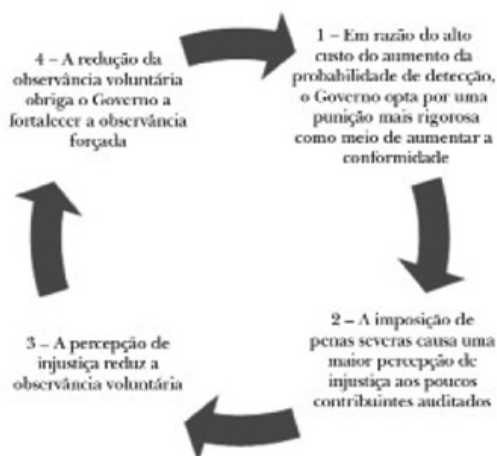 1 – Em razão do alto
custo do aumento da
probabilidade de detecção,
o Governo opta por uma
punição mais rigorosa
como meio de aumentar a
conformidade
2 – A imposição de
penas severas causa uma
maior percepção de
injustiça aos poucos
contribuintes auditados
3 – A percepção de
injustiça reduz a
observância voluntária
4 – A redução da
observância voluntária
obriga o Governo a
fortalecer a observância
forçada